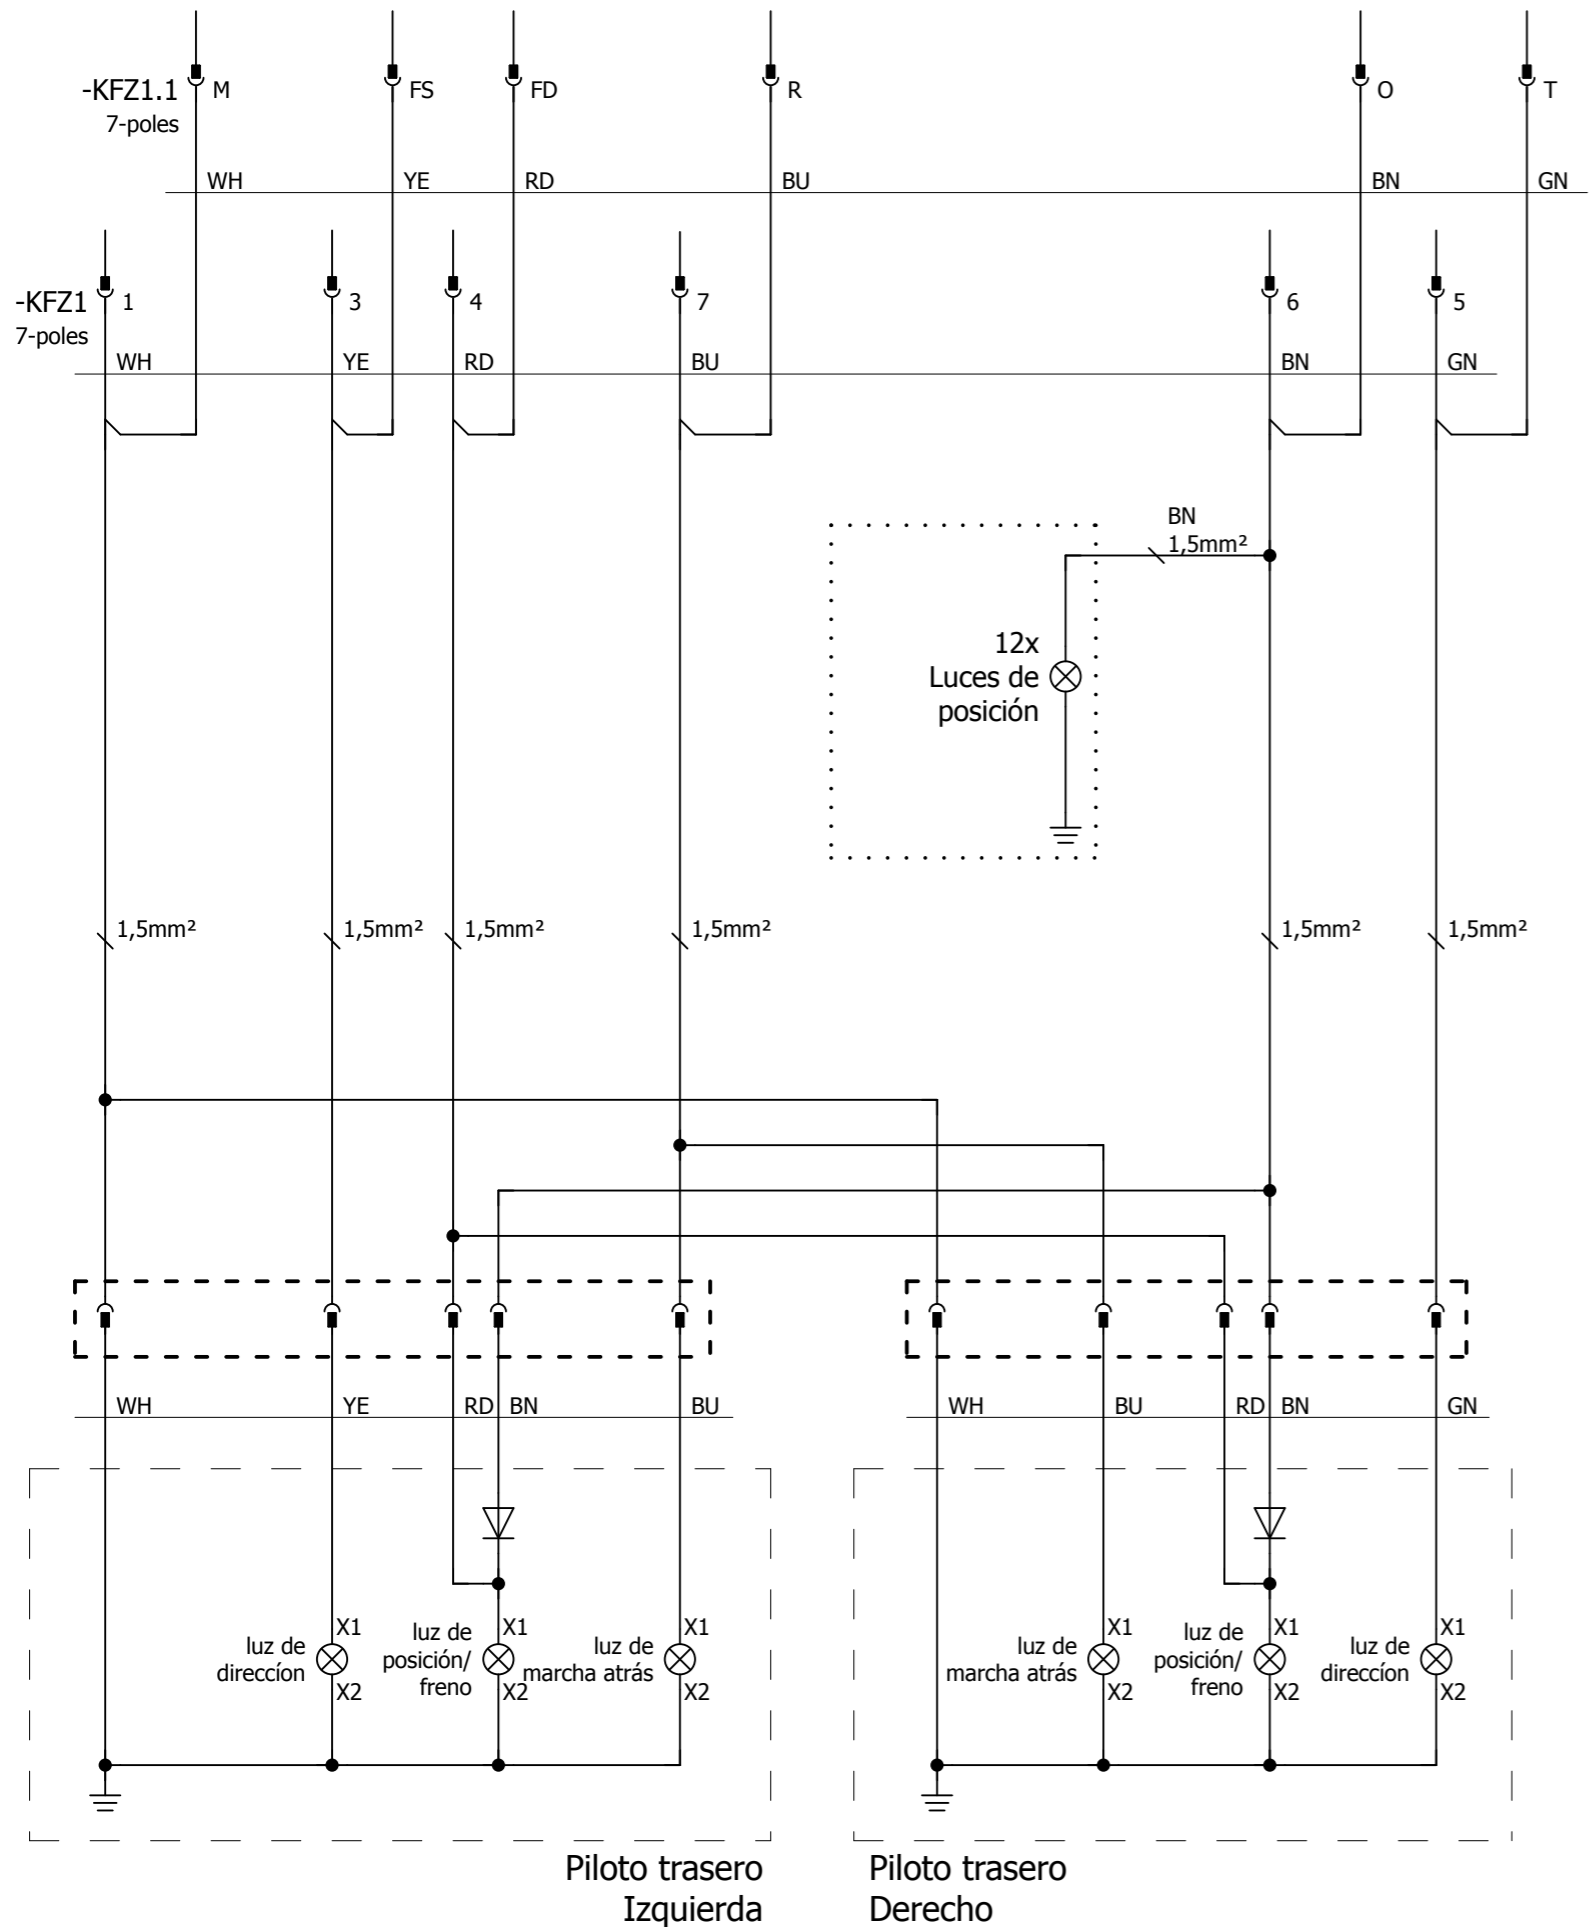 -KFZ1.1 M FS FD R O T
7-poles
WH YE RD BU BN GN
-KFZ1 1 3 4 7 6 5
7-poles
WH YE RD BU BN GN
BN
1,5mm²
12x
Luces de
posición
1,5mm² 1,5mm² 1,5mm² 1,5mm² 1,5mm² 1,5mm²
WH YE RD BN BU WH BU RD BN GN
X1 X1 X1 X1 X1 X1
luz de
direccíon
luz de
posición/
freno
luz de
marcha atrás
luz de
marcha atrás
luz de
posición/
freno
luz de
direccíon
X2 X2 X2 X2 X2 X2
Piloto trasero
Izquierda
Piloto trasero
Derecho